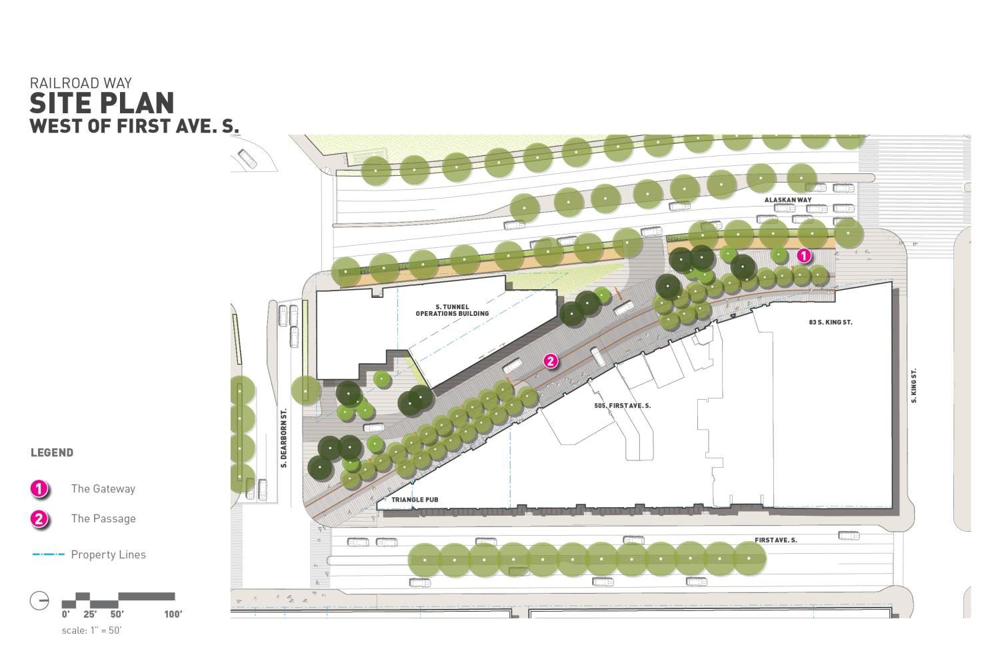 RAILROAD WAY
SITE PLAN
WEST OF FIRST AVE. S.
ALASKAN WAY
1
S. TUNNEL
OPERATIONS BUILDING
83 S. KING ST.
2
S. KING ST.
505. FIRST AVE. S.
S. DEARBORN ST.
TRIANGLE PUB
FIRST AVE. S.
LEGEND
1 The Gateway
2 The Passage
Property Lines
0' 25' 50' 100'
scale: 1" = 50'